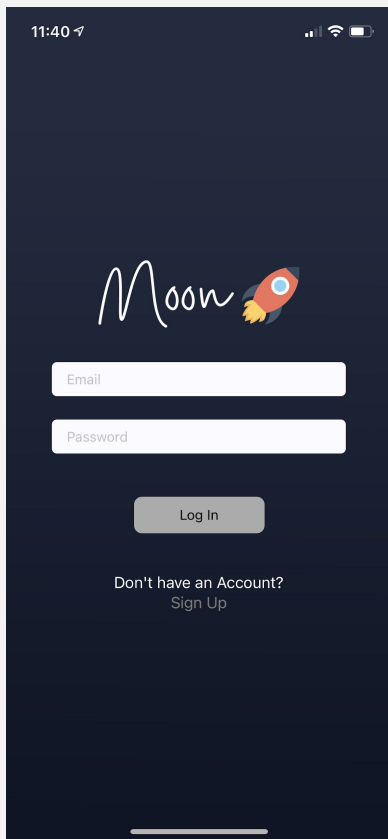 11:40
Moon
Email
Password
Log In
Don't have an Account?
Sign Up